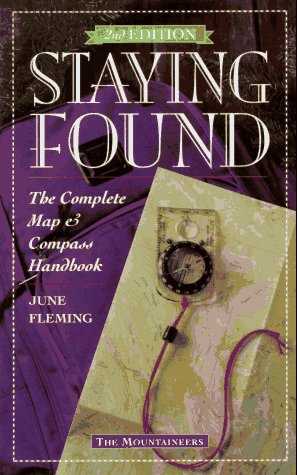 2nd EDITION
STAYING
FOUND
The Complete
Map &
Compass
Handbook
JUNE
FLEMING
THE MOUNTAINEERS